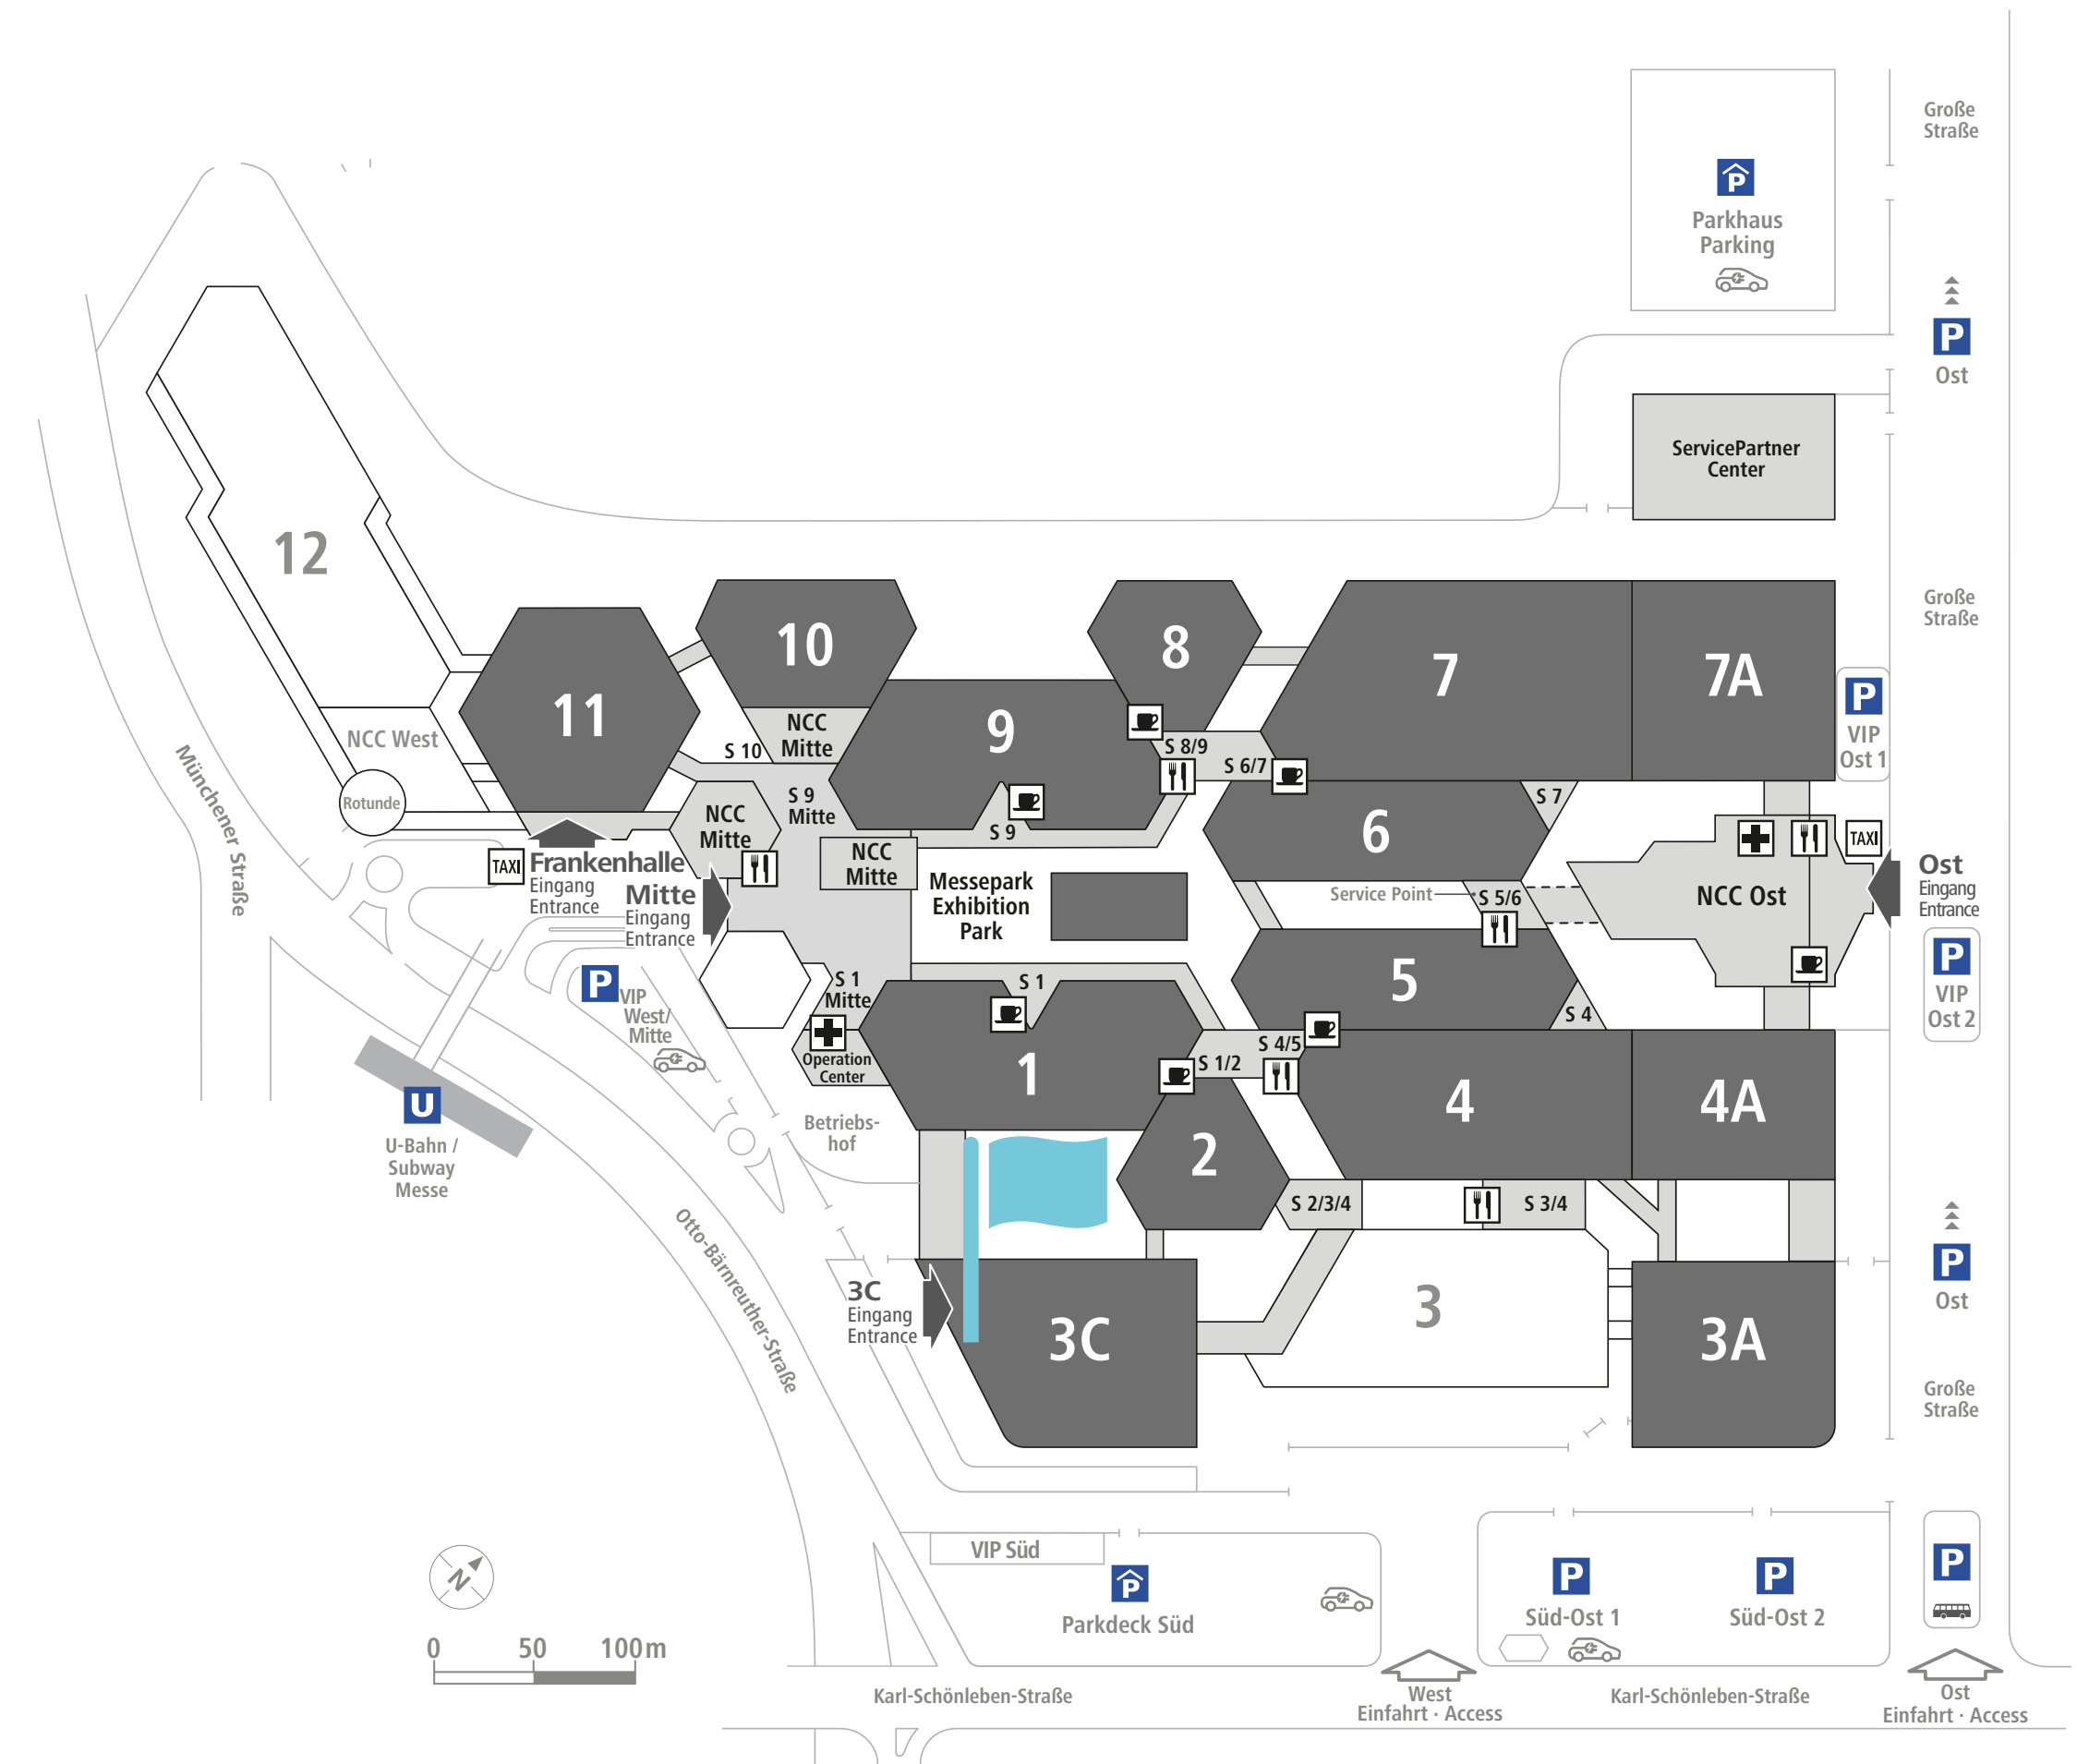 Große
Straße
P
Parkhaus
Parking
P
Ost
ServicePartner
Center
12
Große
Straße
10
8
7
7A
11
9
P
VIP
Ost 1
NCC West
NCC
Mitte
S 10
S 8/9
S 6/7
Rotunde
S 9
Mitte
S 7
NCC
Mitte
S 9
6
Münchener Straße
TAXI
Frankenhalle
Eingang
Entrance
NCC
Mitte
TAXI
Ost
Eingang
Entrance
Mitte
Eingang
Entrance
Messepark
Exhibition
Park
Service Point
S 5/6
NCC Ost
P
VIP
West/
Mitte
S 1
Mitte
S 1
5
P
VIP
Ost 2
S 4
Operation
Center
1
S 4/5
S 1/2
4
4A
U
U-Bahn /
Subway
Messe
Betriebs-
hof
2
S 2/3/4
S 3/4
Otto-Bärnreuther-Straße
P
Ost
3C
Eingang
Entrance
3C
3
3A
Große
Straße
N
VIP Süd
P
Parkdeck Süd
P
Süd-Ost 1
P
Süd-Ost 2
P
0 50 100 m
Karl-Schönleben-Straße
West
Einfahrt · Access
Karl-Schönleben-Straße
Ost
Einfahrt · Access